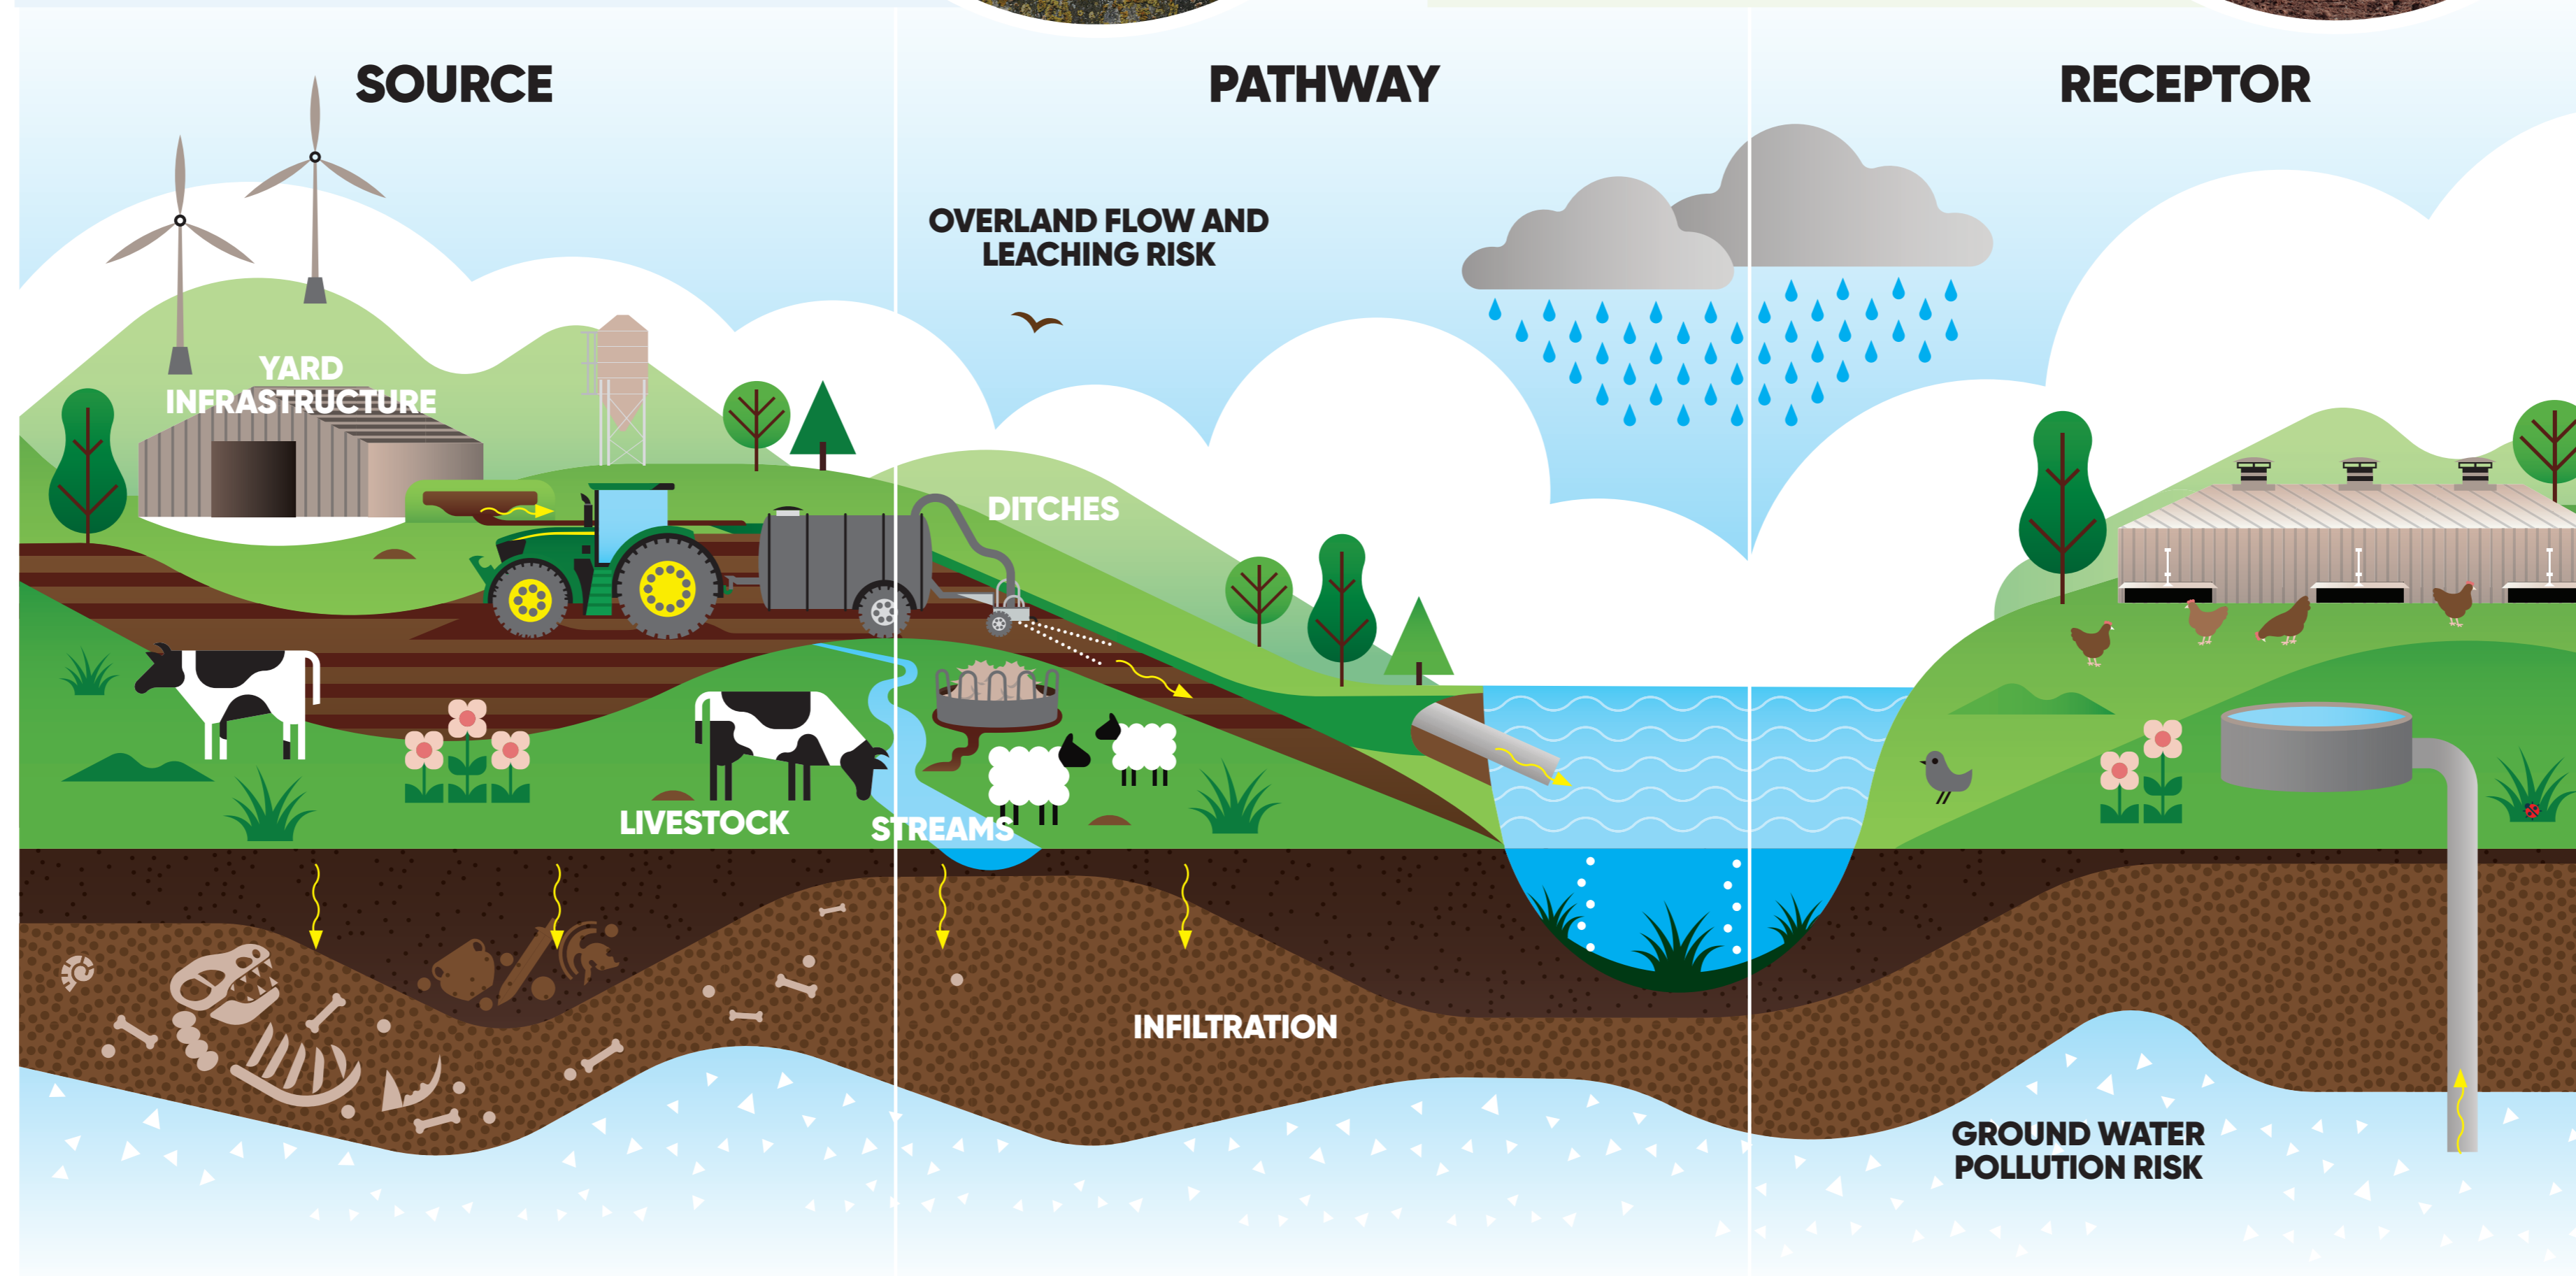 SOURCE
PATHWAY
RECEPTOR
OVERLAND FLOW AND
LEACHING RISK
YARD
INFRASTRUCTURE
DITCHES
LIVESTOCK
STREAMS
INFILTRATION
GROUND WATER
POLLUTION RISK